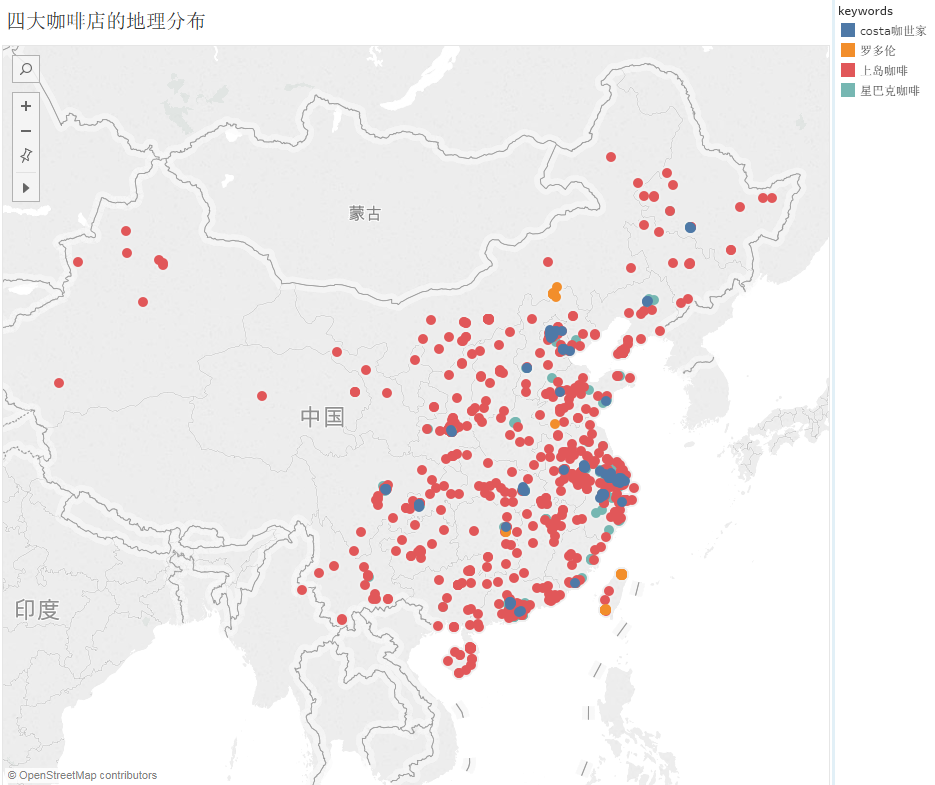 四大咖啡店的地理分布
keywords
costa咖世家
罗多伦
上岛咖啡
星巴克咖啡
蒙古
中国
印度
© OpenStreetMap contributors